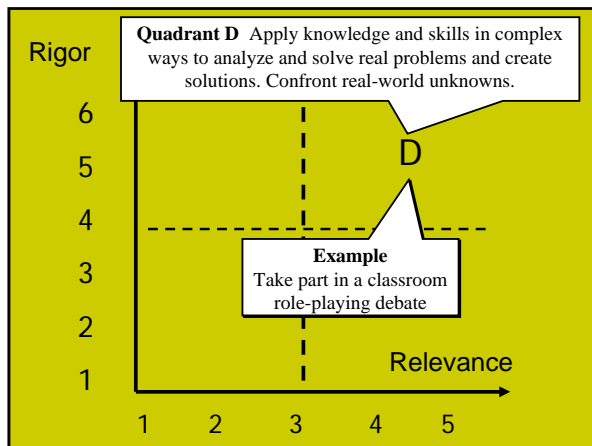 Quadrant D Apply knowledge and skills in complex
ways to analyze and solve real problems and create
solutions. Confront real-world unknowns.
Rigor
6
5
D
4
Example
Take part in a classroom
role-playing debate
3
2
1
Relevance
1 2 3 4 5